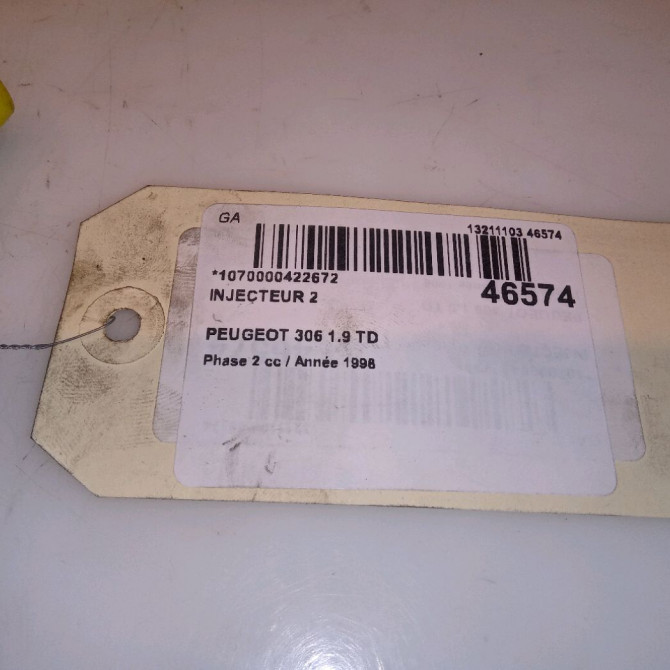 GA
13211103 46574
*1070000422672
INJECTEUR 2
46574
PEUGEOT 306 1.9 TD
Phase 2 cc / Année 1998